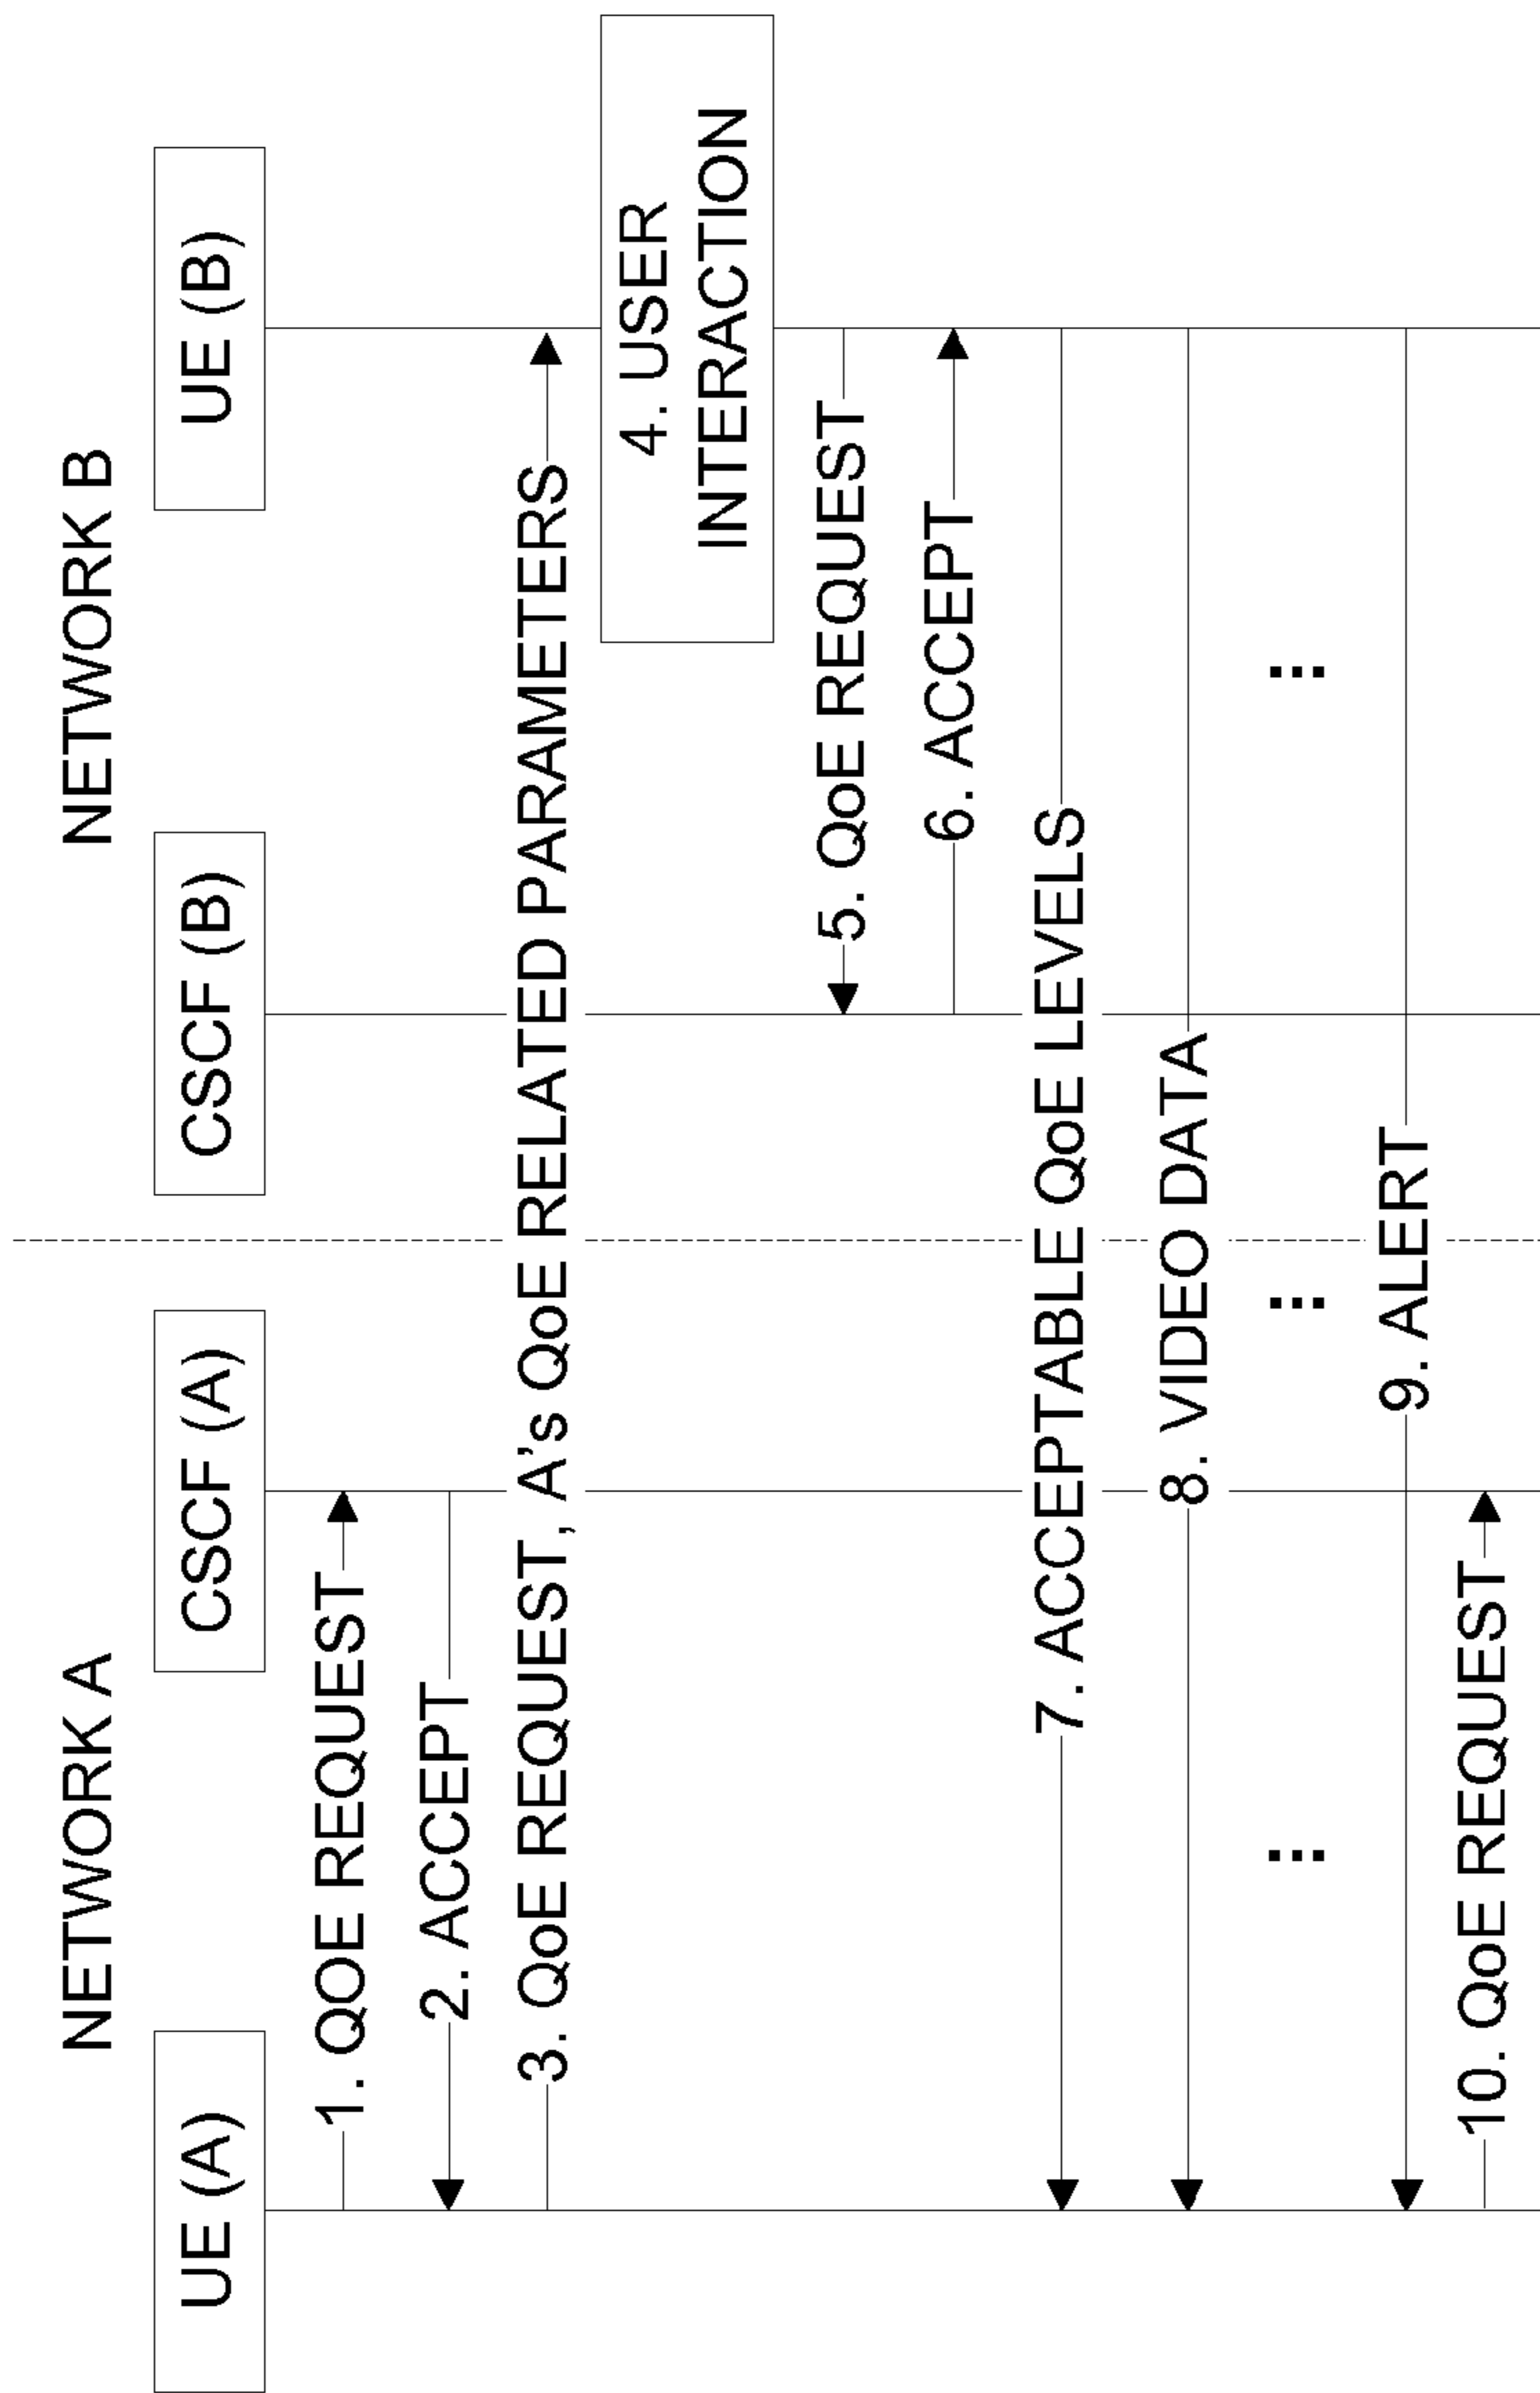 NETWORK A
NETWORK B
UE (A)
CSCF (A)
CSCF (B)
UE (B)
1. QOE REQUEST
2. ACCEPT
3. QoE REQUEST, A's QoE RELATED PARAMETERS
4. USER
INTERACTION
5. QoE REQUEST
6. ACCEPT
7. ACCEPTABLE QoE LEVELS
8. VIDEO DATA
9. ALERT
10. QoE REQUEST